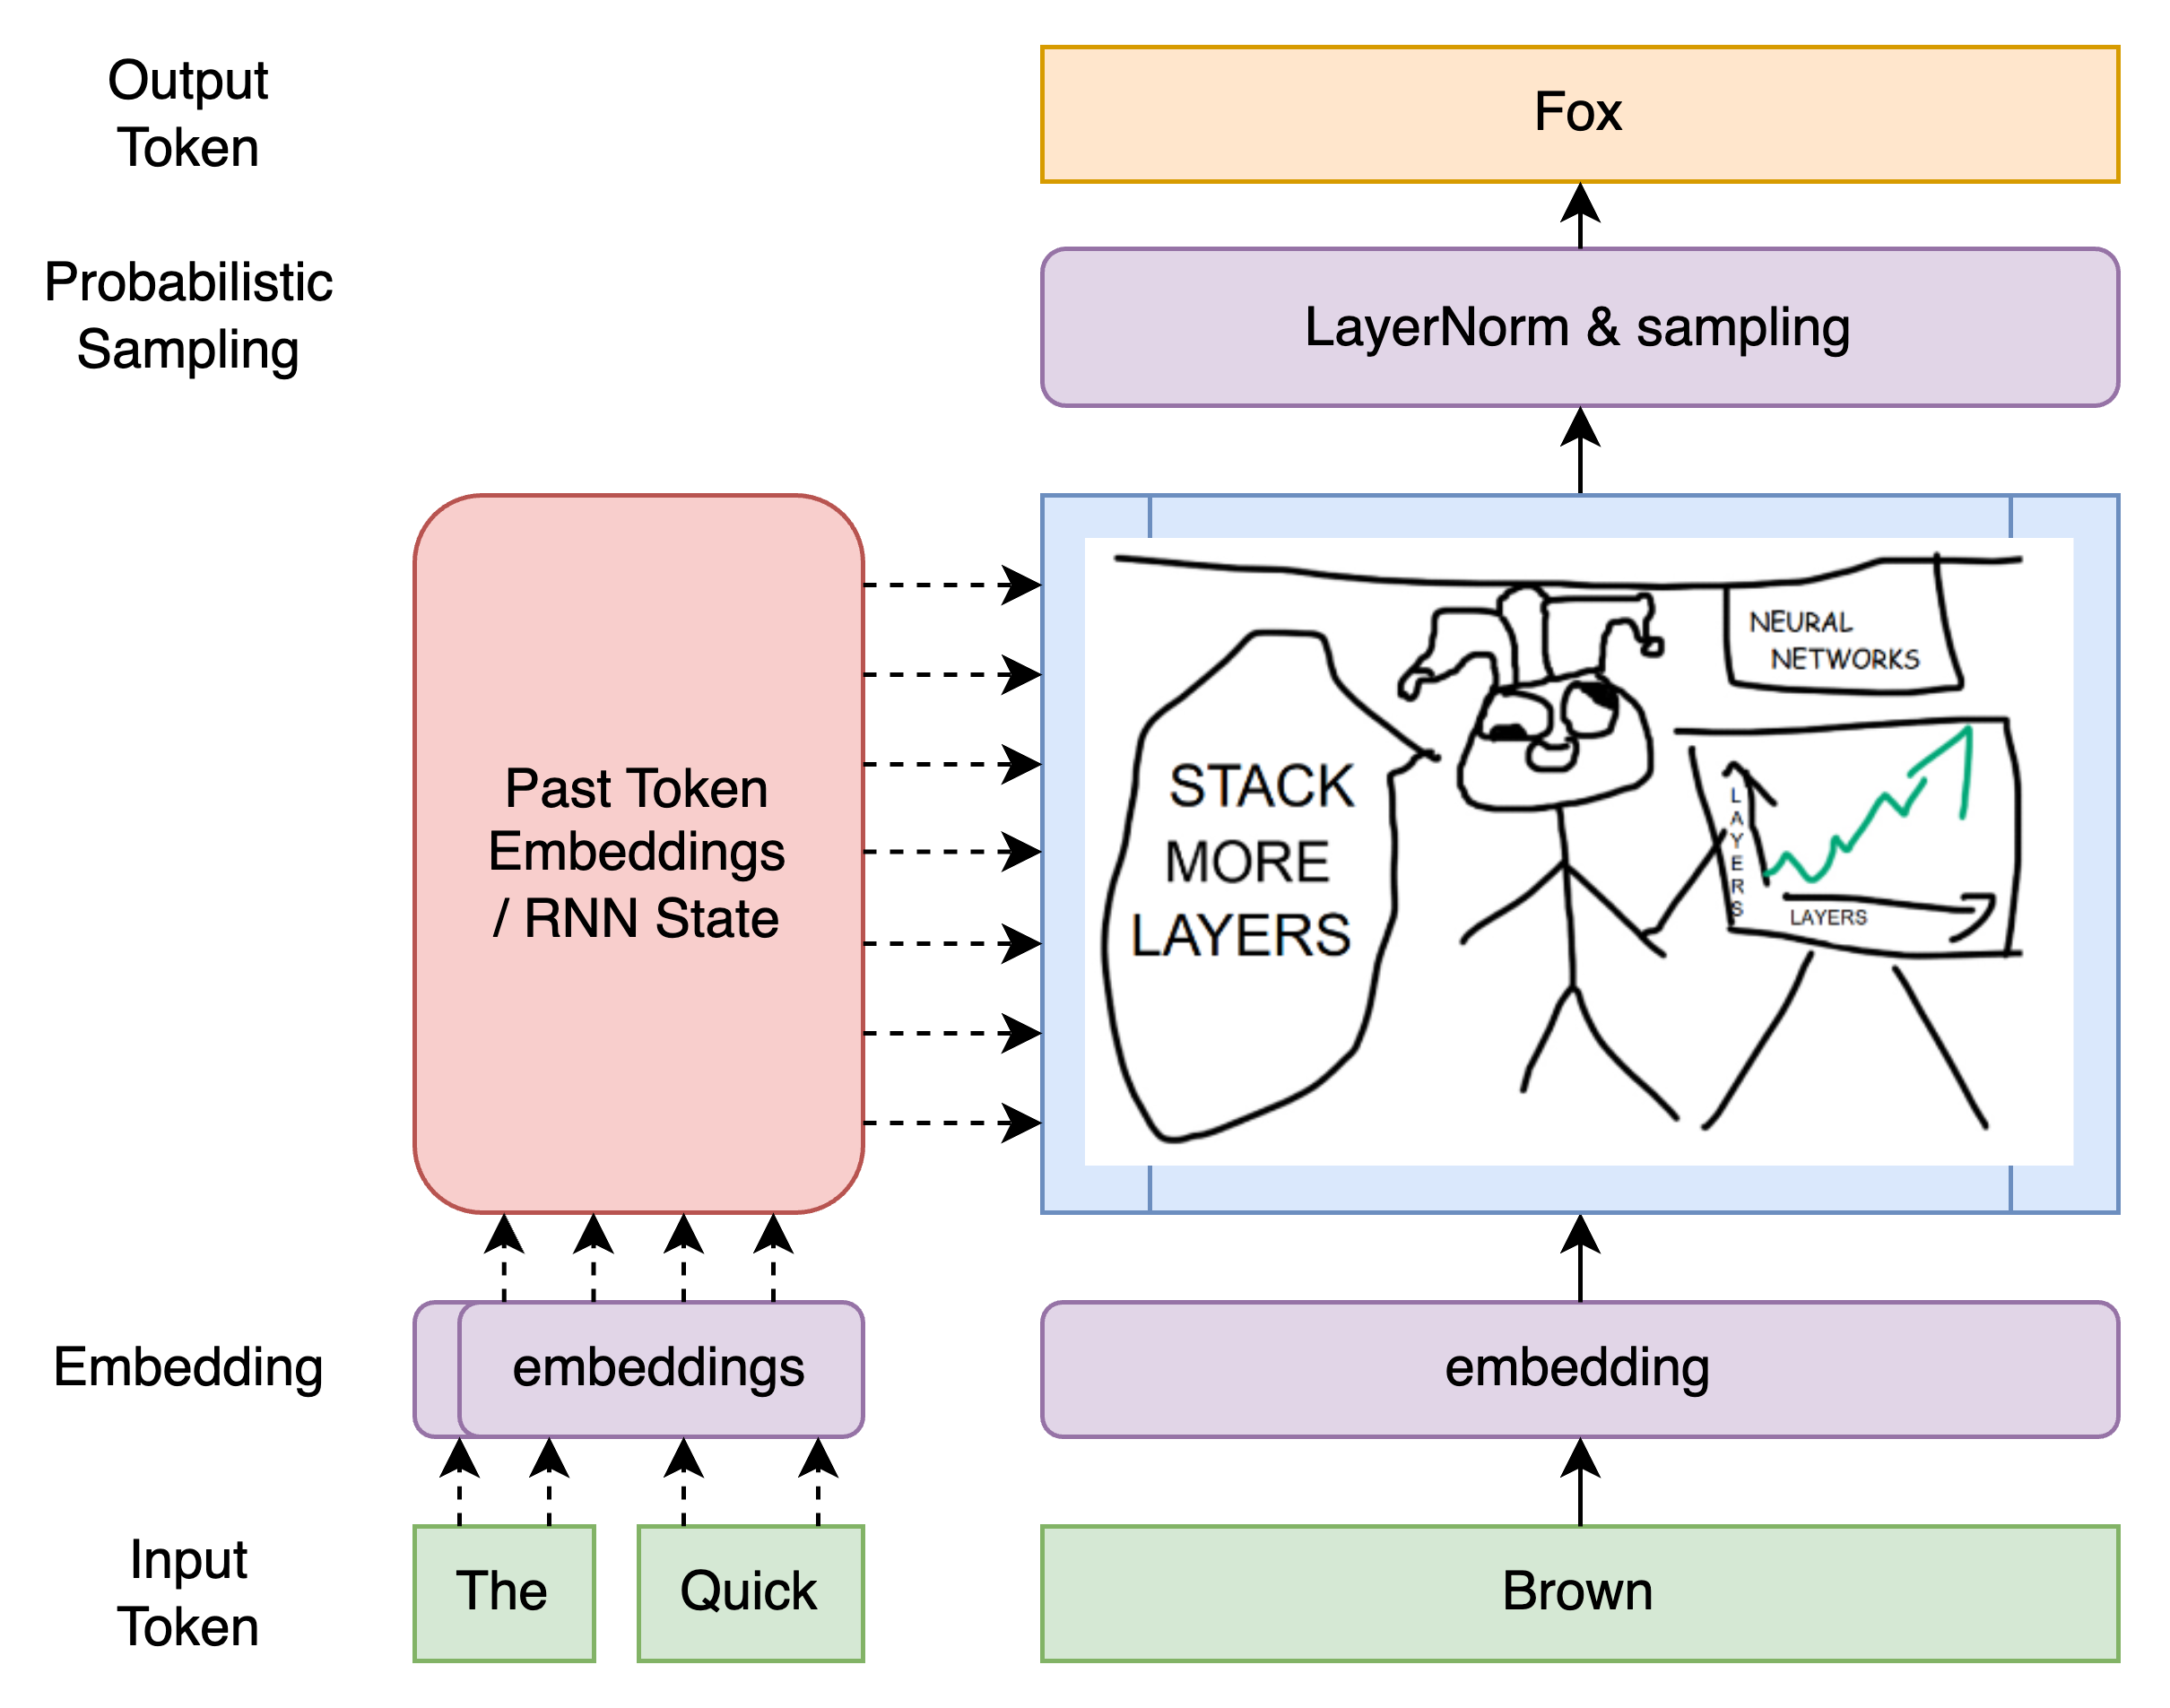 Output
Token
Fox
Probabilistic
Sampling
LayerNorm & sampling
Past Token
Embeddings
/ RNN State
NEURAL
NETWORKS
STACK
MORE
LAYERS
LAYERS
LAYERS
Embedding
embeddings
embedding
Input
Token
The
Quick
Brown